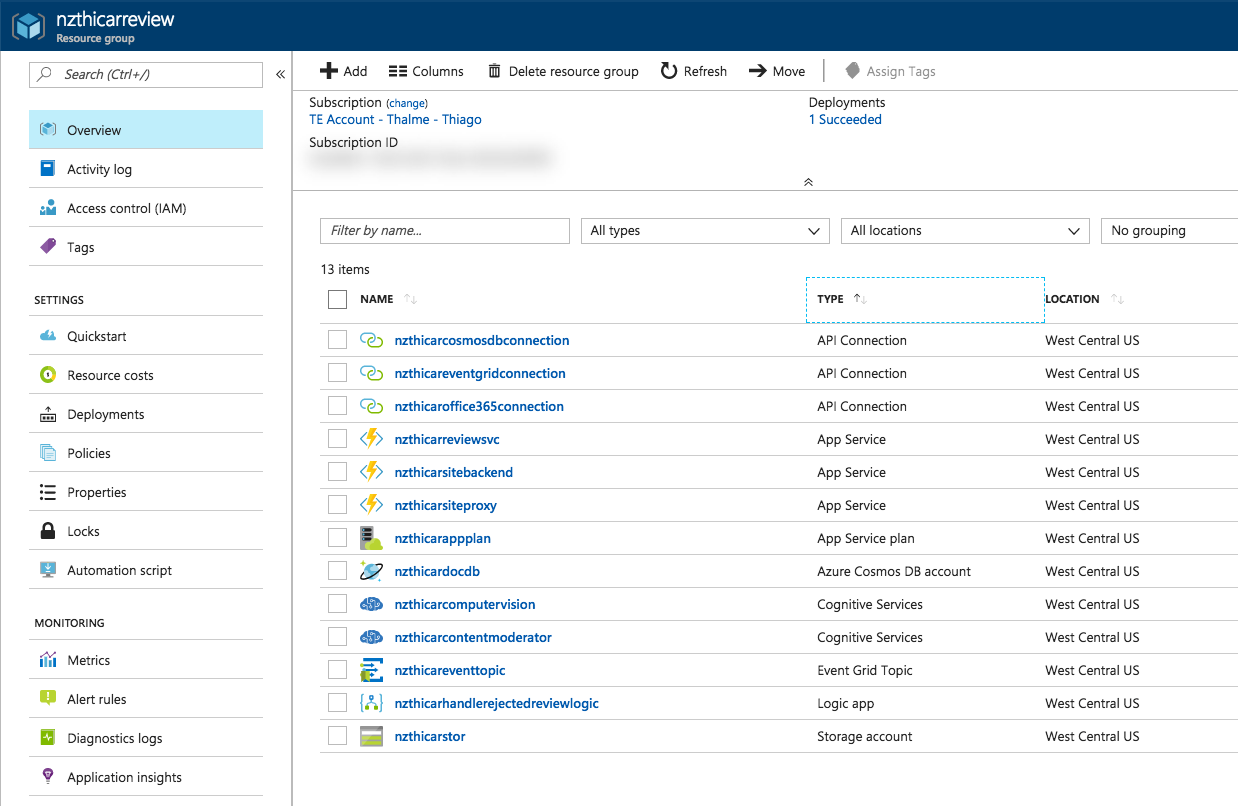 nzthicarreview
Resource group
Search (Ctrl+/)
«
Overview
Activity log
Access control (IAM)
Tags
SETTINGS
Quickstart
Resource costs
Deployments
Policies
Properties
Locks
Automation script
MONITORING
Metrics
Alert rules
Diagnostics logs
Application insights
Add Columns Delete resource group Refresh Move Assign Tags
Subscription (change) Deployments
TE Account - Thalme - Thiago 1 Succeeded
Subscription ID
Filter by name... All types All locations No grouping
13 items
NAME TYPE LOCATION
nzthicarcosmosdbconnection API Connection West Central US
nzthicareventgridconnection API Connection West Central US
nzthicaroffice365connection API Connection West Central US
nzthicarreviewsvc App Service West Central US
nzthicarsitebackend App Service West Central US
nzthicarsiteproxy App Service West Central US
nzthicarappplan App Service plan West Central US
nzthicardocdb Azure Cosmos DB account West Central US
nzthicarcomputervision Cognitive Services West Central US
nzthicarcontentmoderator Cognitive Services West Central US
nzthicareventtopic Event Grid Topic West Central US
nzthicarhandlerejectedreviewlogic Logic app West Central US
nzthicarstor Storage account West Central US